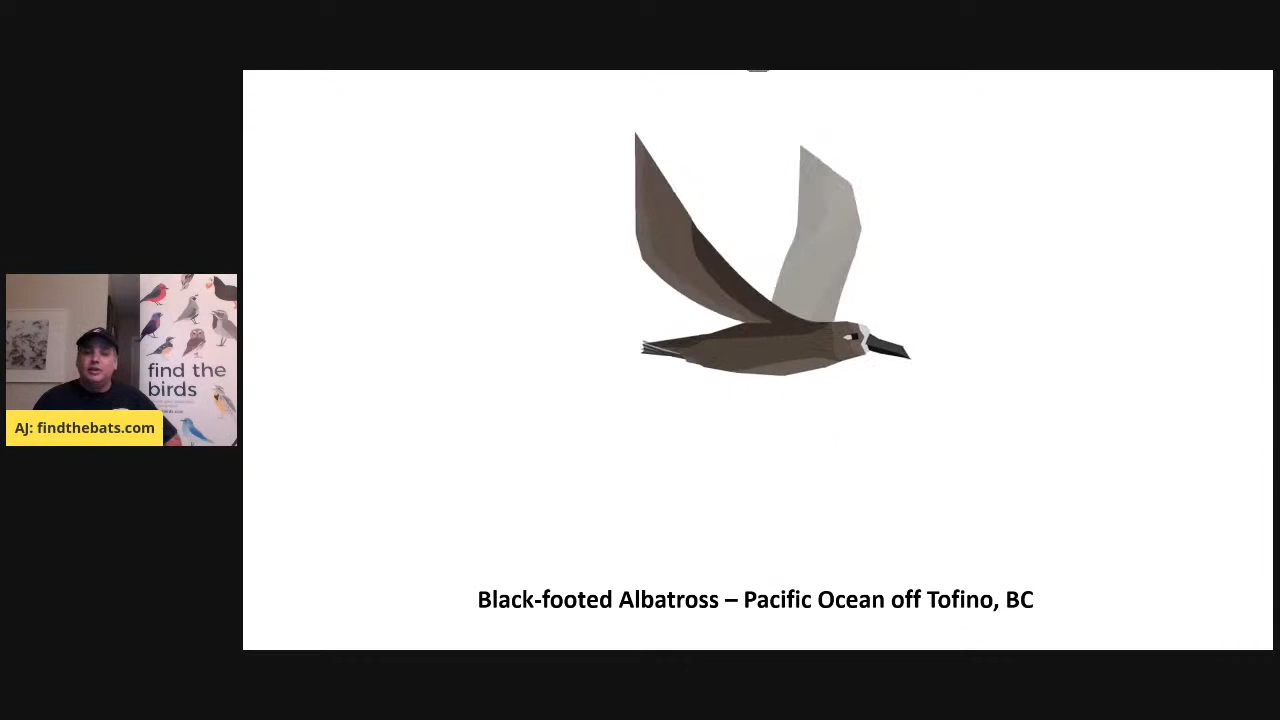 find the
birds
AJ: findthebats.com
Black-footed Albatross – Pacific Ocean off Tofino, BC